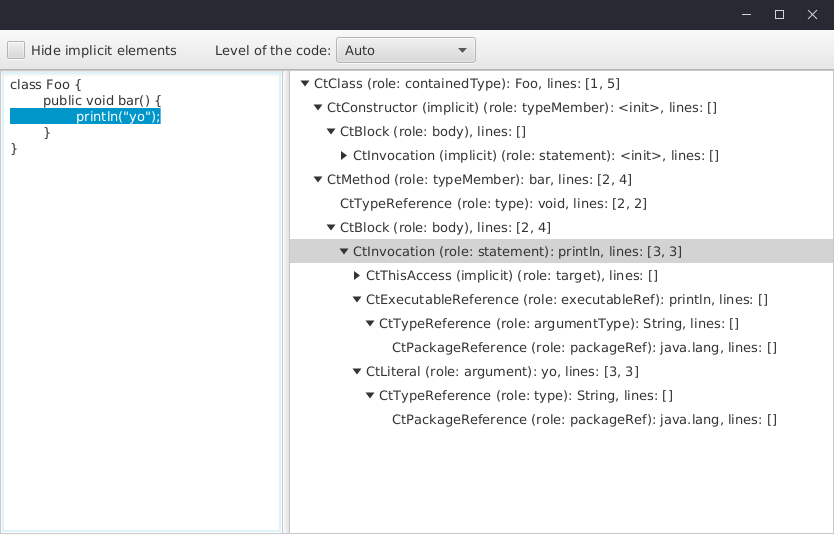 Hide implicit elements Level of the code: Auto
class Foo {
public void bar() {
println("yo");
}
}
CtClass (role: containedType): Foo, lines: [1, 5]
CtConstructor (implicit) (role: typeMember): <init>, lines: []
CtBlock (role: body), lines: []
CtInvocation (implicit) (role: statement): <init>, lines: []
CtMethod (role: typeMember): bar, lines: [2, 4]
CtTypeReference (role: type): void, lines: [2, 2]
CtBlock (role: body), lines: [2, 4]
CtInvocation (role: statement): println, lines: [3, 3]
CtThisAccess (implicit) (role: target), lines: []
CtExecutableReference (role: executableRef): println, lines: []
CtTypeReference (role: argumentType): String, lines: []
CtPackageReference (role: packageRef): java.lang, lines: []
CtLiteral (role: argument): yo, lines: [3, 3]
CtTypeReference (role: type): String, lines: []
CtPackageReference (role: packageRef): java.lang, lines: []